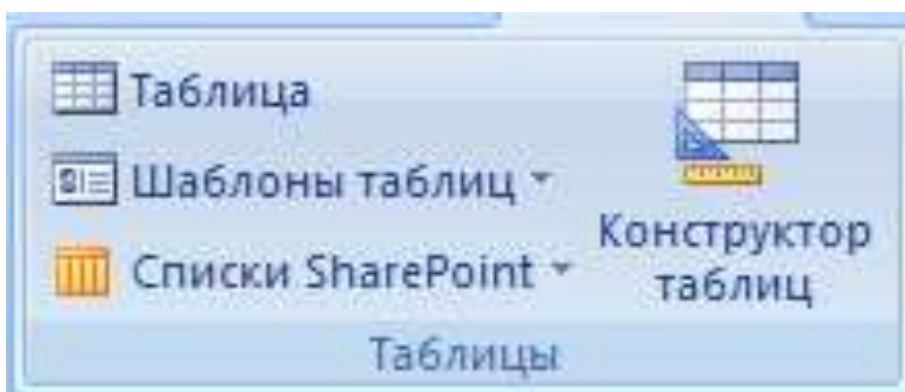 Таблица
Шаблоны таблиц
Списки SharePoint
Конструктор
таблиц
Таблицы